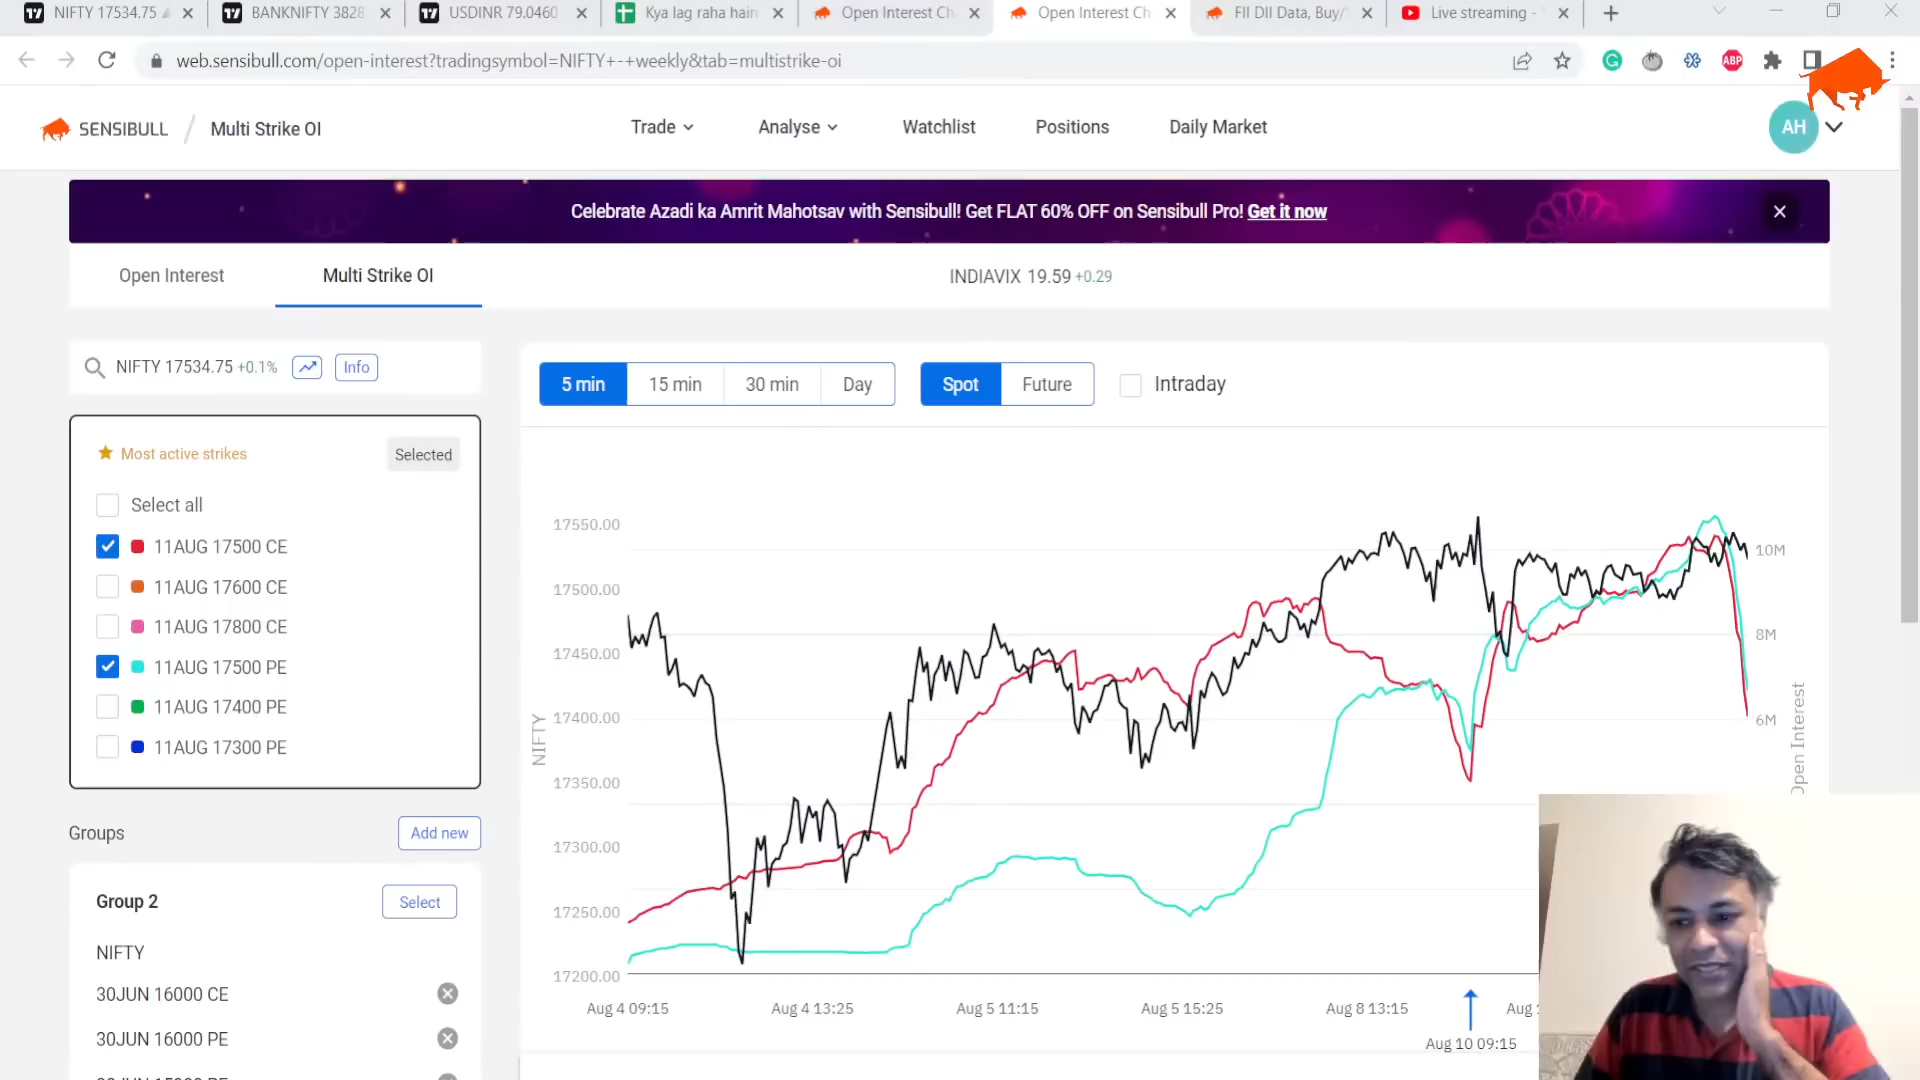 NIFTY 17534.75
BANKNIFTY 3828
USDINR 79.0460
Kya lag raha hain
Open Interest Ch
Open Interest Ch
FII DII Data, Buy/
Live streaming -
web.sensibull.com/open-interest?tradingsymbol=NIFTY+-+weekly&tab=multistrike-oi
ABP
SENSIBULL / Multi Strike OI
Trade
Analyse
Watchlist
Positions
Daily Market
AH
Celebrate Azadi ka Amrit Mahotsav with Sensibull! Get FLAT 60% OFF on Sensibull Pro! Get it now
Open Interest
Multi Strike OI
INDIAVIX 19.59 +0.29
NIFTY 17534.75 +0.1%
Info
5 min
15 min
30 min
Day
Spot
Future
Intraday
Most active strikes
Selected
Select all
11AUG 17500 CE
11AUG 17600 CE
11AUG 17800 CE
11AUG 17500 PE
11AUG 17400 PE
11AUG 17300 PE
Groups
Add new
Group 2
Select
NIFTY
30JUN 16000 CE
30JUN 16000 PE
17550.00
17500.00
17450.00
17400.00
17350.00
17300.00
17250.00
17200.00
NIFTY
10M
8M
6M
Open Interest
Aug 4 09:15
Aug 4 13:25
Aug 5 11:15
Aug 5 15:25
Aug 8 13:15
Aug 1
Aug 10 09:15